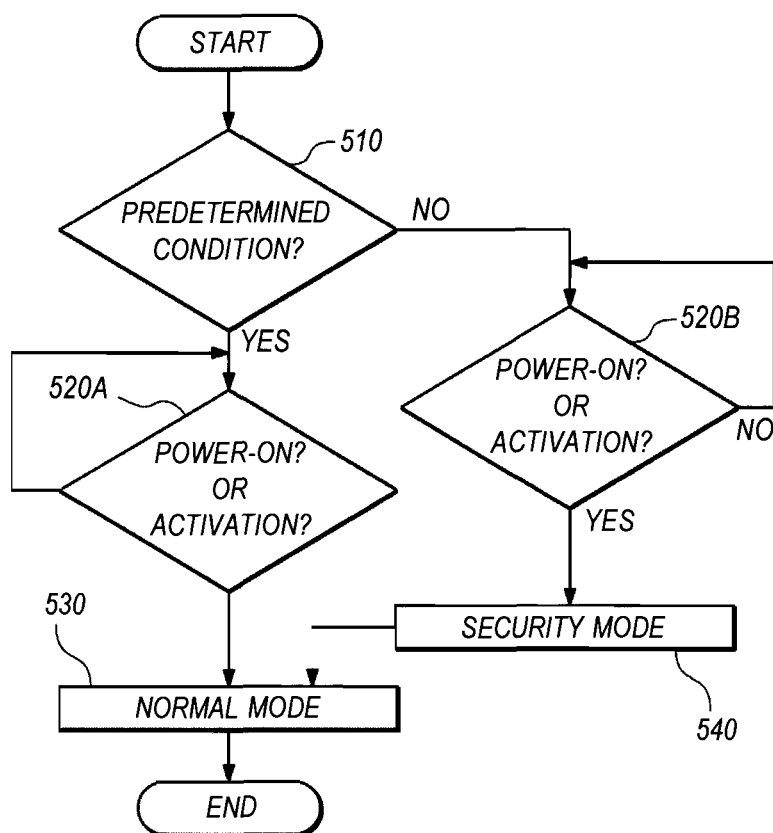 START
510
PREDETERMINED
CONDITION?
NO
YES
520A
POWER-ON?
OR
ACTIVATION?
520B
POWER-ON?
OR
ACTIVATION?
NO
YES
530
NORMAL MODE
SECURITY MODE
540
END